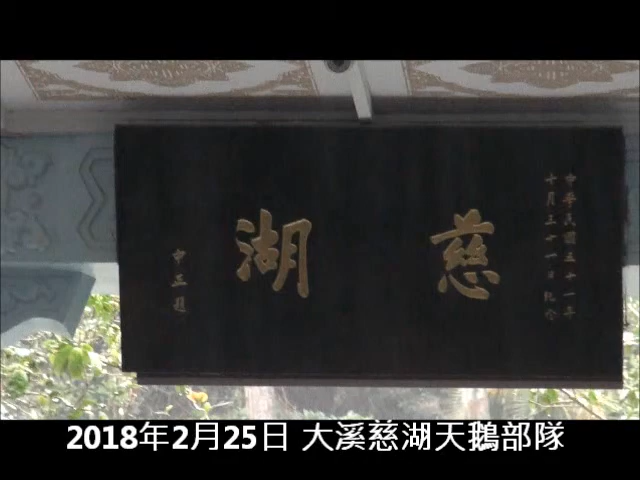 中華民國五十一年
十月三十一日 紀念
慈湖
中正題
2018年2月25日 大溪慈湖天鵝部隊